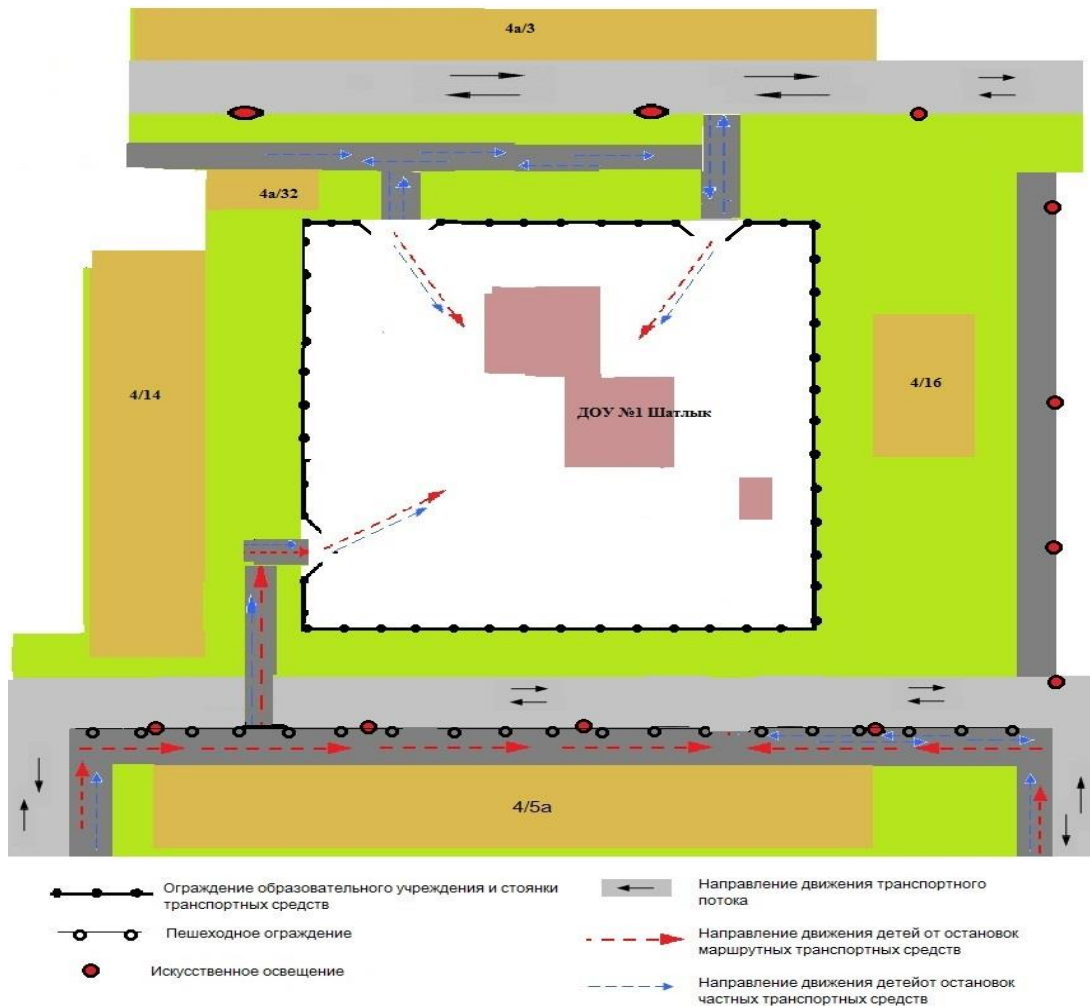 4а/3
4а/32
4/14
4/16
ДОУ №1 Шатлык
4/5а
Ограждение образовательного учреждения и стоянки
транспортных средств
Пешеходное ограждение
Искусственное освещение
Направление движения транспортного
потока
Направление движения детей от остановок
маршрутных транспортных средств
Направление движения детейот остановок
частных транспортных средств